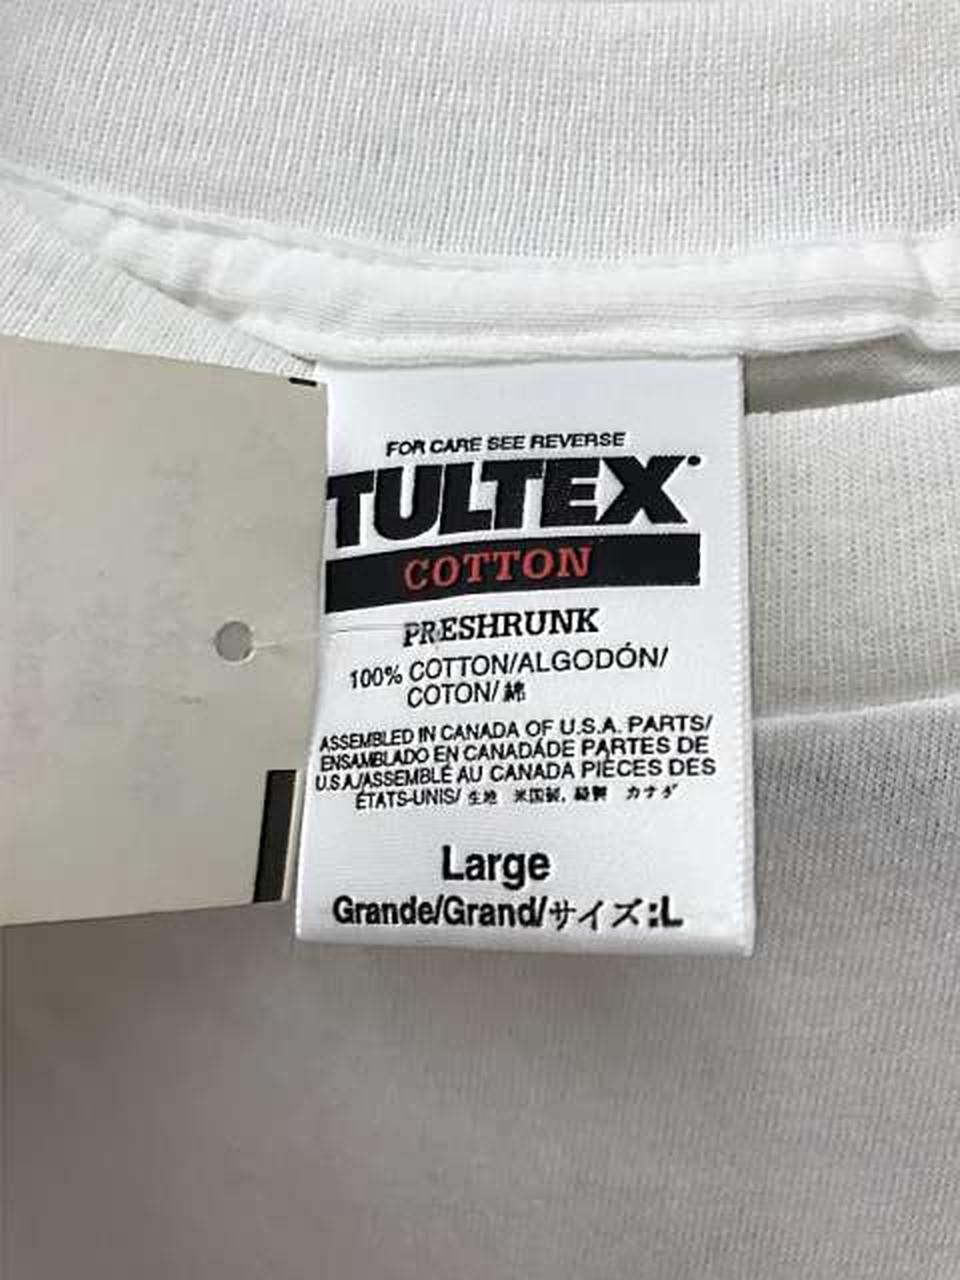 FOR CARE SEE REVERSE
TULTEX
COTTON
PRESHRUNK
100% COTTON/ALGODÓN/
COTON/綿
ASSEMBLED IN CANADA OF U.S.A. PARTS/
ENSAMBLADO EN CANADÁDE PARTES DE
U.S.A./ASSEMBLÉ AU CANADA PIÈCES DES
ÉTATS-UNIS/ 生地 米国製, 縫製 カナダ
Large
Grande/Grand/サイズ:L